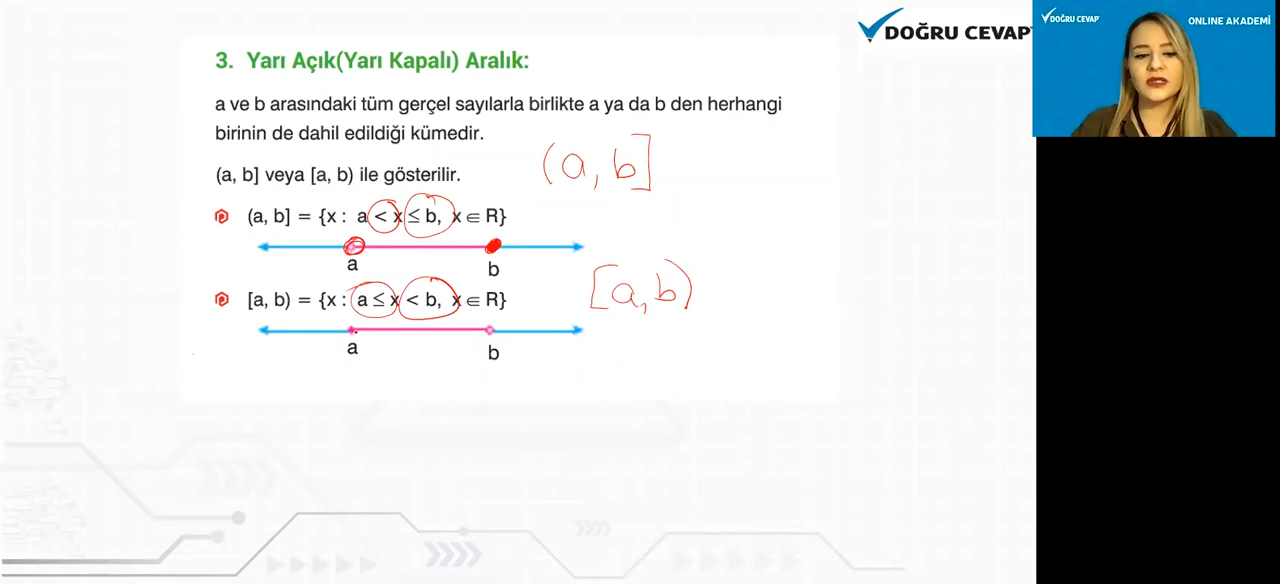 DOĞRU CEVAP
DOĞRU CEVAP
ONLINE AKADEMİ
3. Yarı Açık(Yarı Kapalı) Aralık:
a ve b arasındaki tüm gerçel sayılarla birlikte a ya da b den herhangi
birinin de dahil edildiği kümedir.
(a, b] veya [a, b) ile gösterilir.
(a, b]
(a, b] = {x : a < x ≤ b, x ∈ R}
a b
[a, b) = {x : a ≤ x < b, x ∈ R}
[a, b)
a b